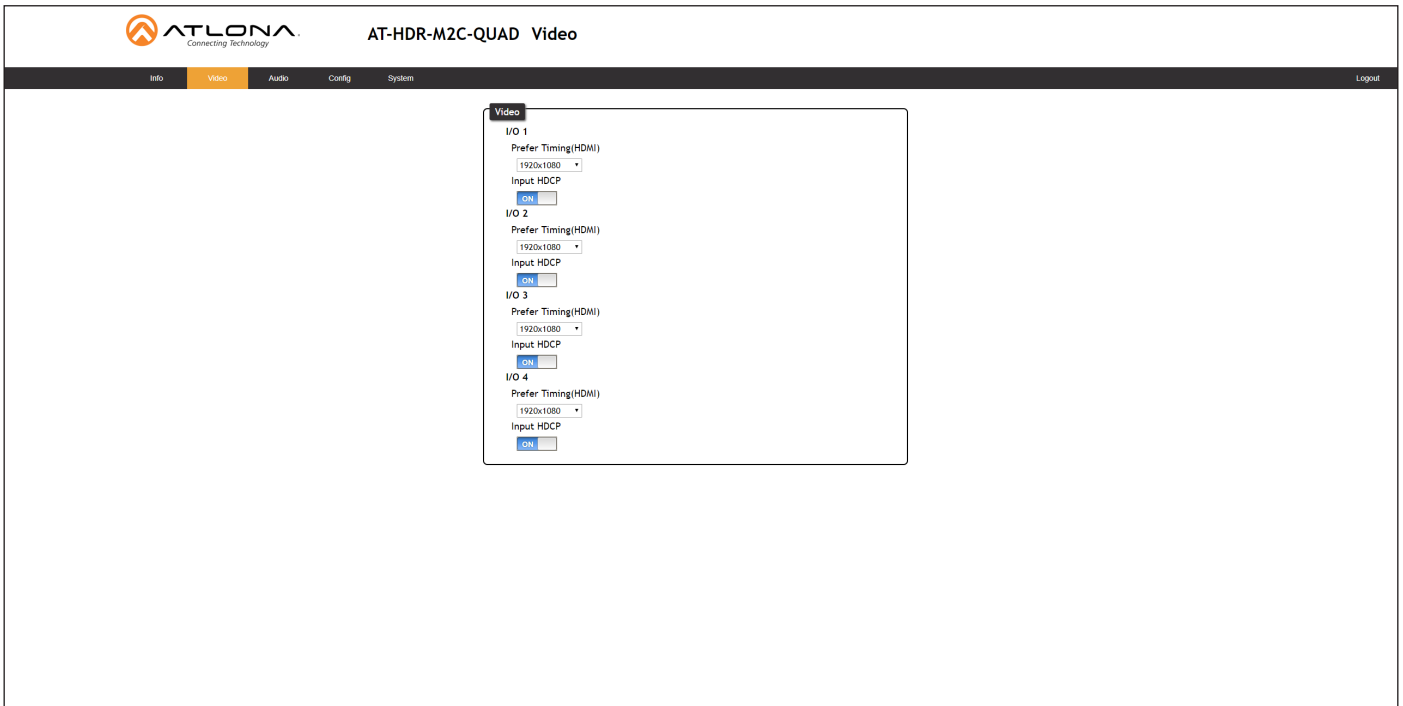 ATLONA.
Connecting Technology
AT-HDR-M2C-QUAD Video
Info Video Audio Config System Logout
Video
I/O 1
Prefer Timing(HDMI)
1920x1080
Input HDCP
ON
I/O 2
Prefer Timing(HDMI)
1920x1080
Input HDCP
ON
I/O 3
Prefer Timing(HDMI)
1920x1080
Input HDCP
ON
I/O 4
Prefer Timing(HDMI)
1920x1080
Input HDCP
ON